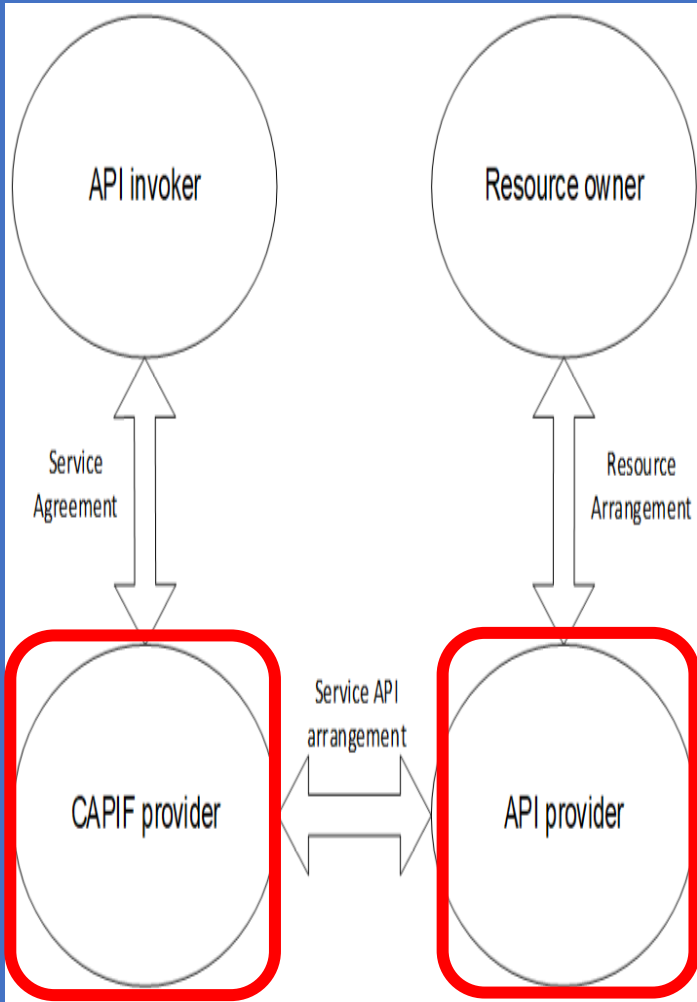 API invoker
Resource owner
Service
Agreement
Resource
Arrangement
Service API
arrangement
CAPIF provider
API provider